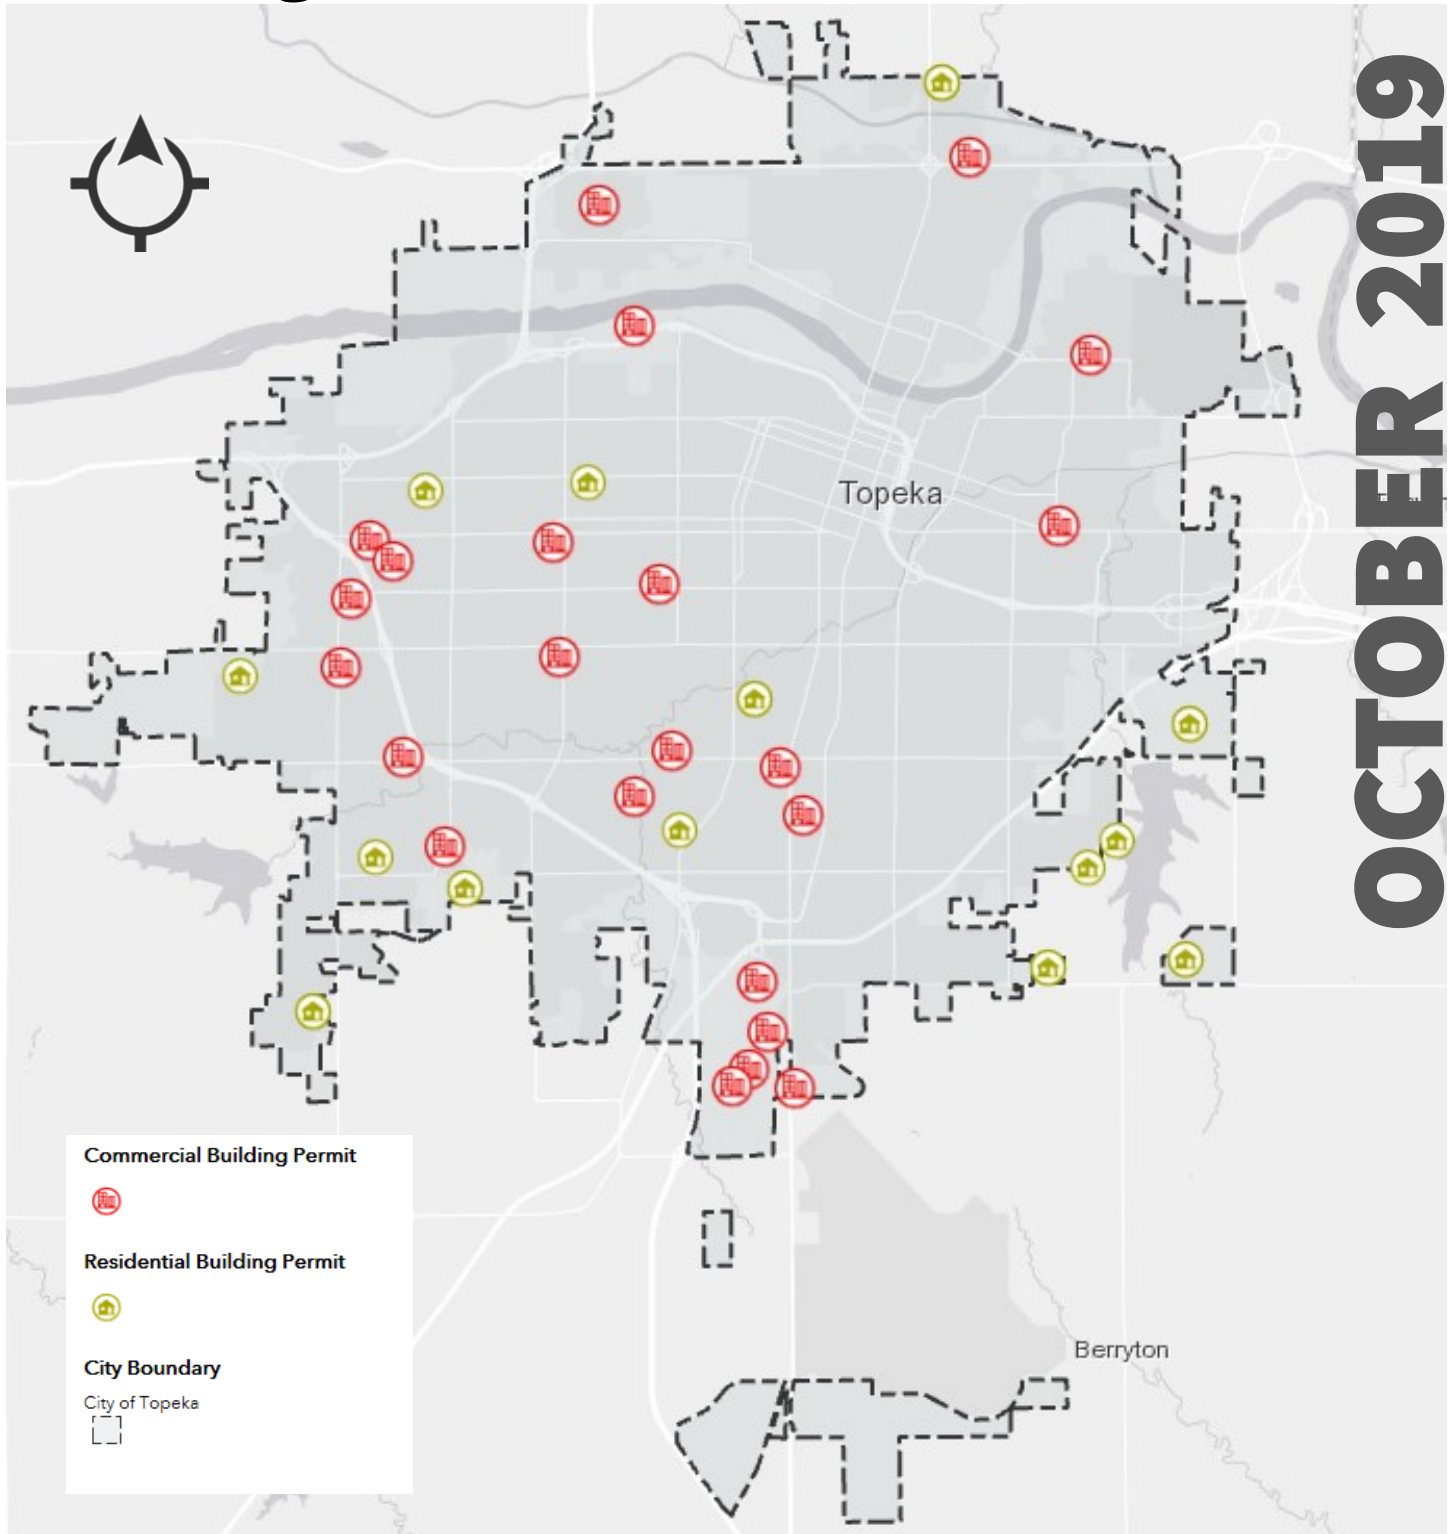 OCTOBER 2019
Topeka
Commercial Building Permit
Residential Building Permit
City Boundary
City of Topeka
Berryton